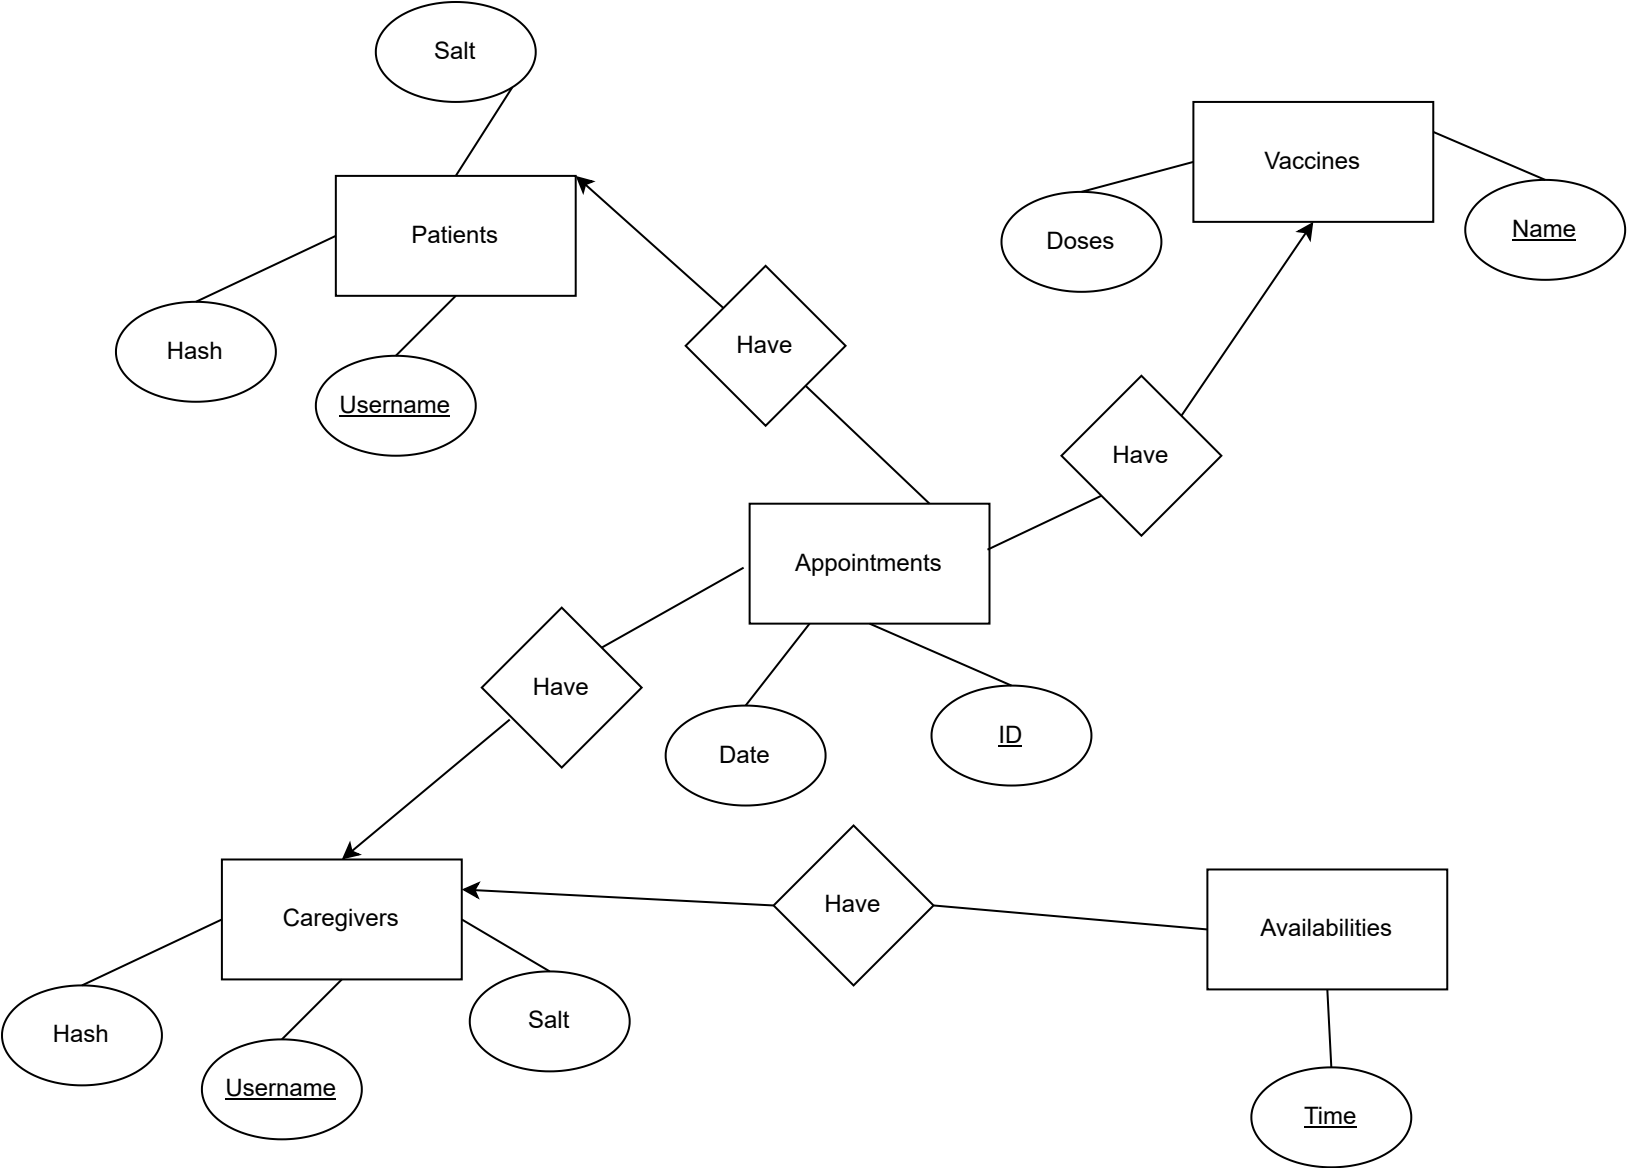 Salt
Patients
Vaccines
Doses
Name
Hash
Username
Have
Have
Appointments
Have
Date
ID
Caregivers
Have
Availabilities
Hash
Username
Salt
Time